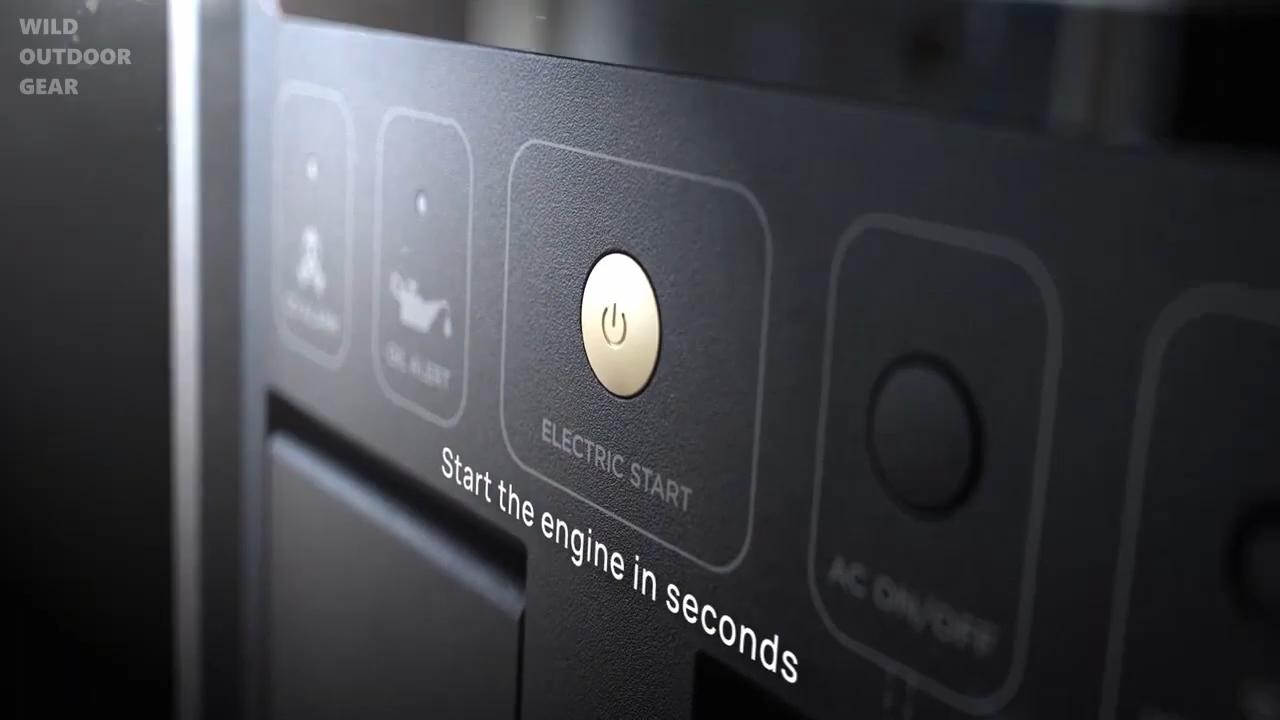 WILD
OUTDOOR
GEAR
OIL ALERT
ELECTRIC START
AC ON/OFF
Start the engine in seconds